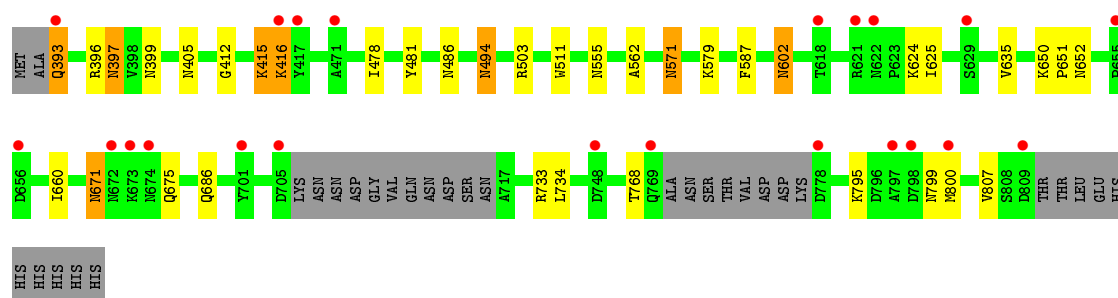 MET ALA Q393 R396 N397 V398 N399 N405 G412 K415 K416 Y417 A471 I478 Y481 N486 N494 R503 W511 N555 A562 N571 K579 F587 N602 T618 R621 N622 P623 K624 I625 S629 V635 K650 P651 N652
D656 I660 N671 N672 K673 N674 Q675 Q686 Y701 D705 LYS ASN ASN ASP GLY VAL GLN ASN ASP SER ASN A717 R733 L734 D748 T768 Q769 ALA ASN SER THR VAL ASP ASP LYS D778 K795 D796 A797 D798 N799 M800 V807 S808 D809 THR THR LEU GLU HIS
HIS HIS HIS HIS HIS